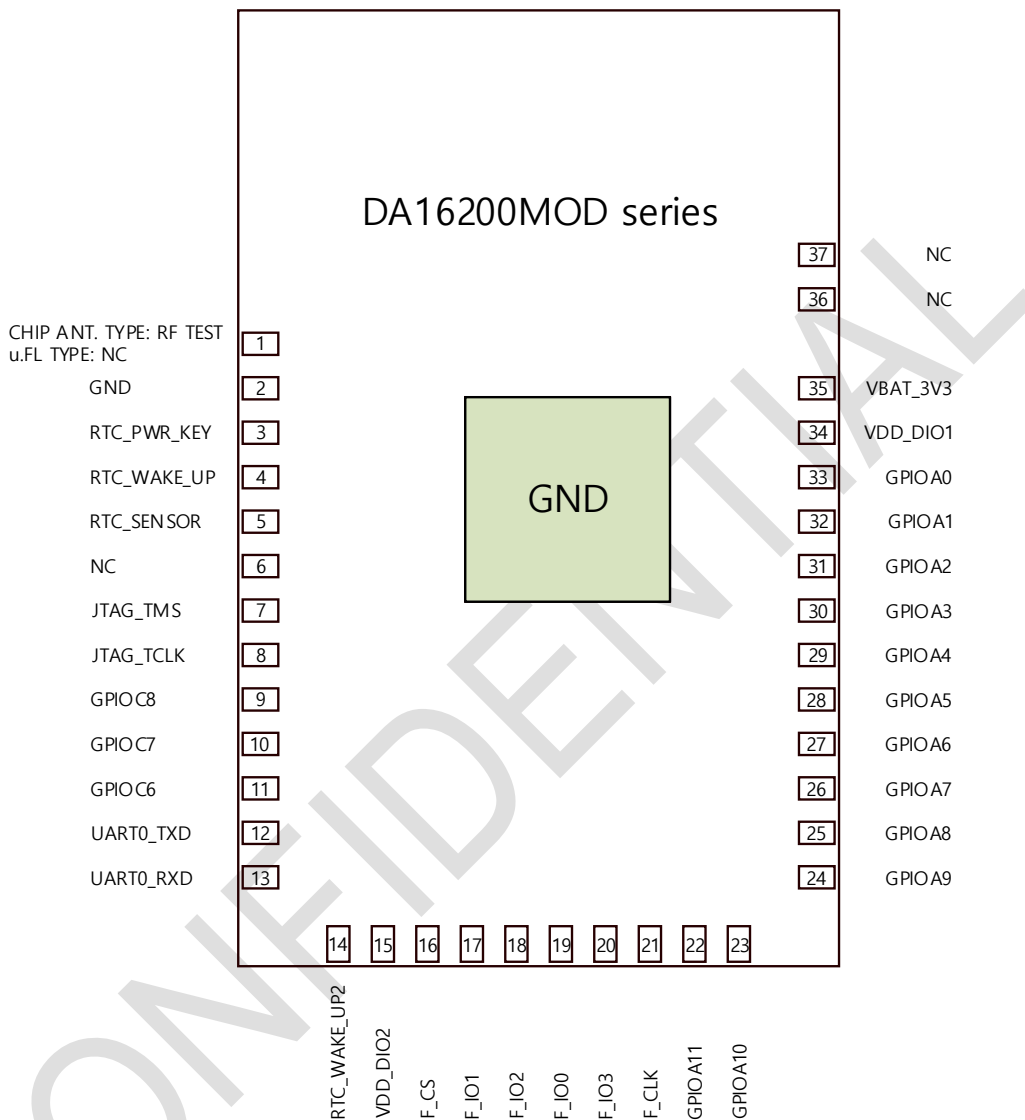 DA16200MOD series
CHIP ANT. TYPE: RF TEST
u.FL TYPE: NC
1
GND
2
RTC_PWR_KEY
3
RTC_WAKE_UP
4
RTC_SENSOR
5
NC
6
JTAG_TMS
7
JTAG_TCLK
8
GPIOC8
9
GPIOC7
10
GPIOC6
11
UART0_TXD
12
UART0_RXD
13
GND
37
NC
36
NC
35
VBAT_3V3
34
VDD_DIO1
33
GPIOA0
32
GPIOA1
31
GPIOA2
30
GPIOA3
29
GPIOA4
28
GPIOA5
27
GPIOA6
26
GPIOA7
25
GPIOA8
24
GPIOA9
14
15
16
17
18
19
20
21
22
23
RTC_WAKE_UP2
VDD_DIO2
F_CS
F_IO1
F_IO2
F_IO0
F_IO3
F_CLK
GPIOA11
GPIOA10
ONFIDENTIAL